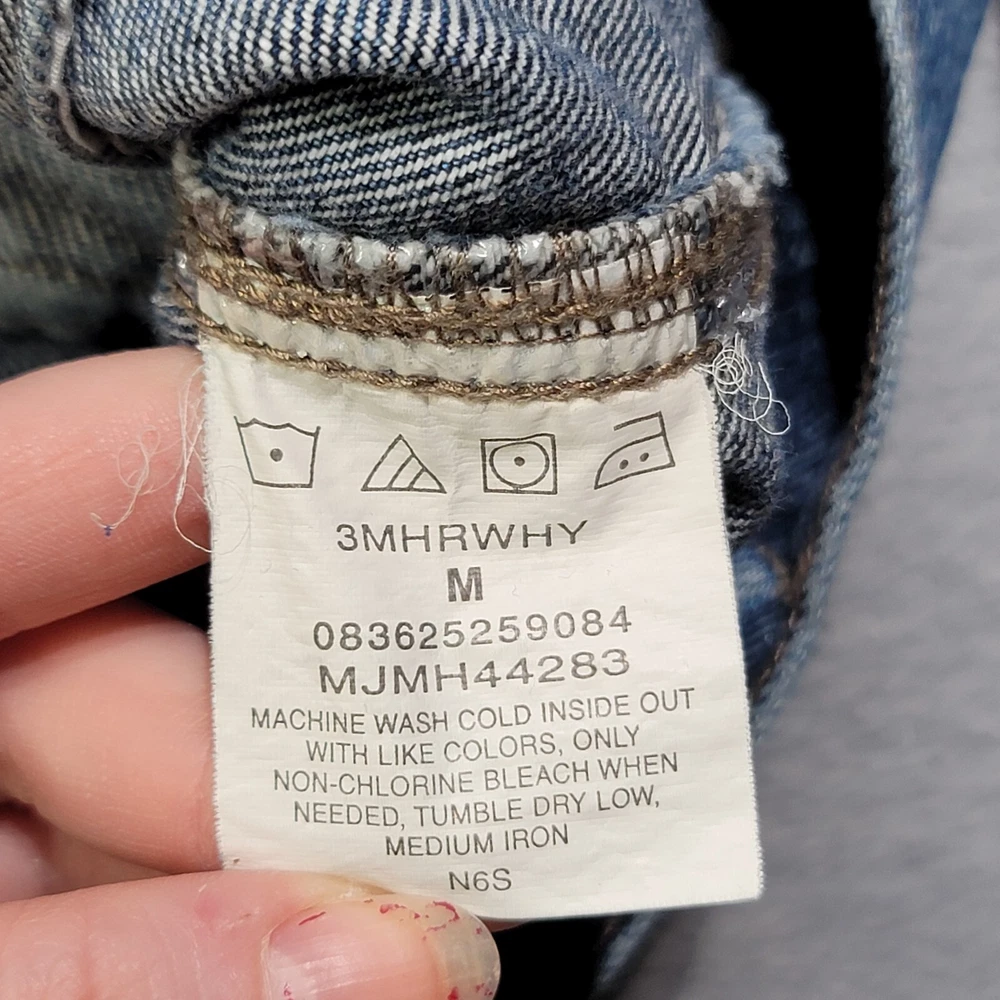 3MHRWHY
M
083625259084
MJMH44283
MACHINE WASH COLD INSIDE OUT
WITH LIKE COLORS, ONLY
NON-CHLORINE BLEACH WHEN
NEEDED, TUMBLE DRY LOW,
MEDIUM IRON
N6S